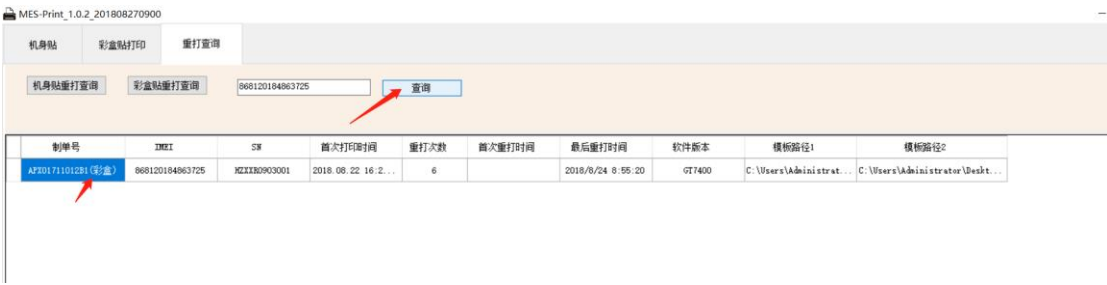 MES-Print_1.0.2_201808270900
机身贴 彩盒贴打印 重打查询
机身贴重打查询 彩盒贴重打查询 868120184863725 查询
制单号 IMEI SN 首次打印时间 重打次数 首次重打时间 最后重打时间 软件版本 模板路径1 模板路径2
APX01711012B1(彩盒) 868120184863725 HZXXR0903001 2018.08.22 16:2... 6 2018/8/24 8:55:20 GT7400 C:\Users\Administrat... C:\Users\Administrator\Deskt...